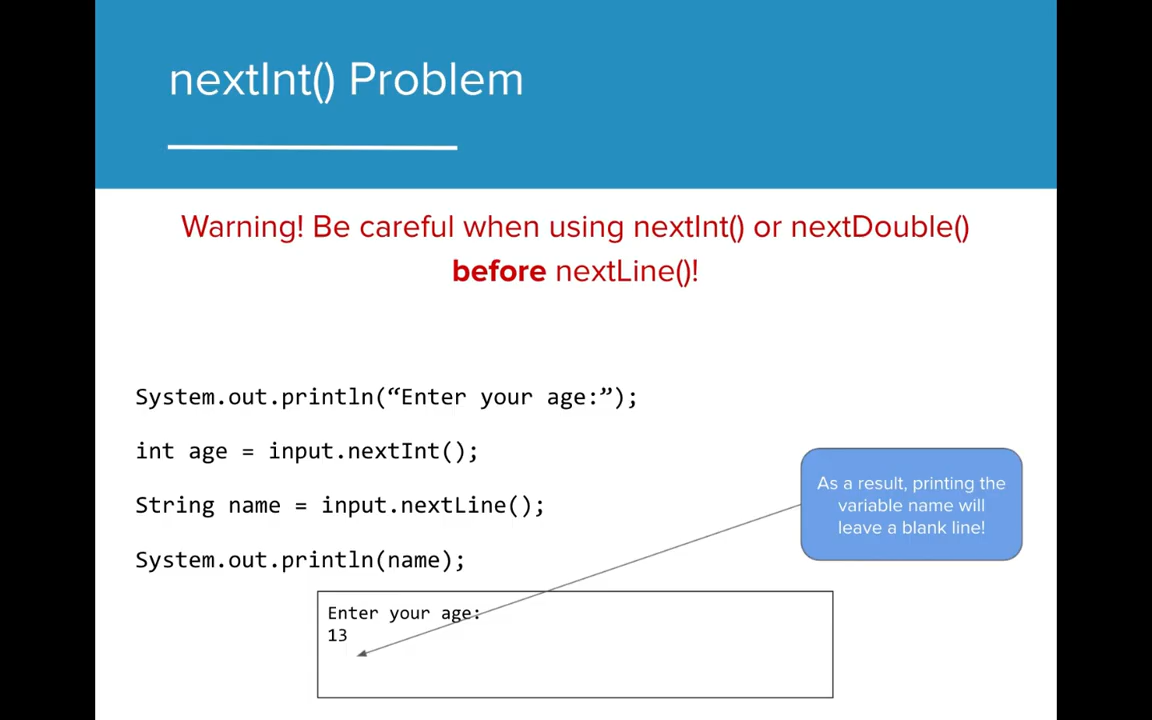 nextInt() Problem
Warning! Be careful when using nextInt() or nextDouble()
before nextLine()!
System.out.println(“Enter your age:”);
int age = input.nextInt();
String name = input.nextLine();
System.out.println(name);
As a result, printing the
variable name will
leave a blank line!
Enter your age:
13